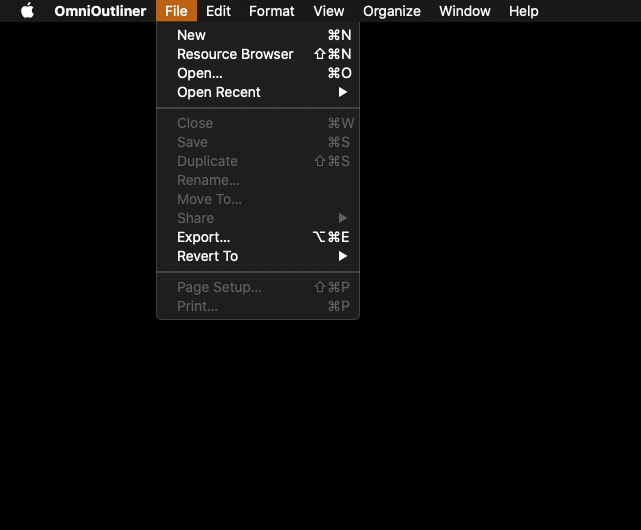 OmniOutliner File Edit Format View Organize Window Help
New ⌘N
Resource Browser ⇧⌘N
Open... ⌘O
Open Recent ▶
Close ⌘W
Save ⌘S
Duplicate ⇧⌘S
Rename...
Move To...
Share ▶
Export... ⌥⌘E
Revert To ▶
Page Setup... ⇧⌘P
Print... ⌘P